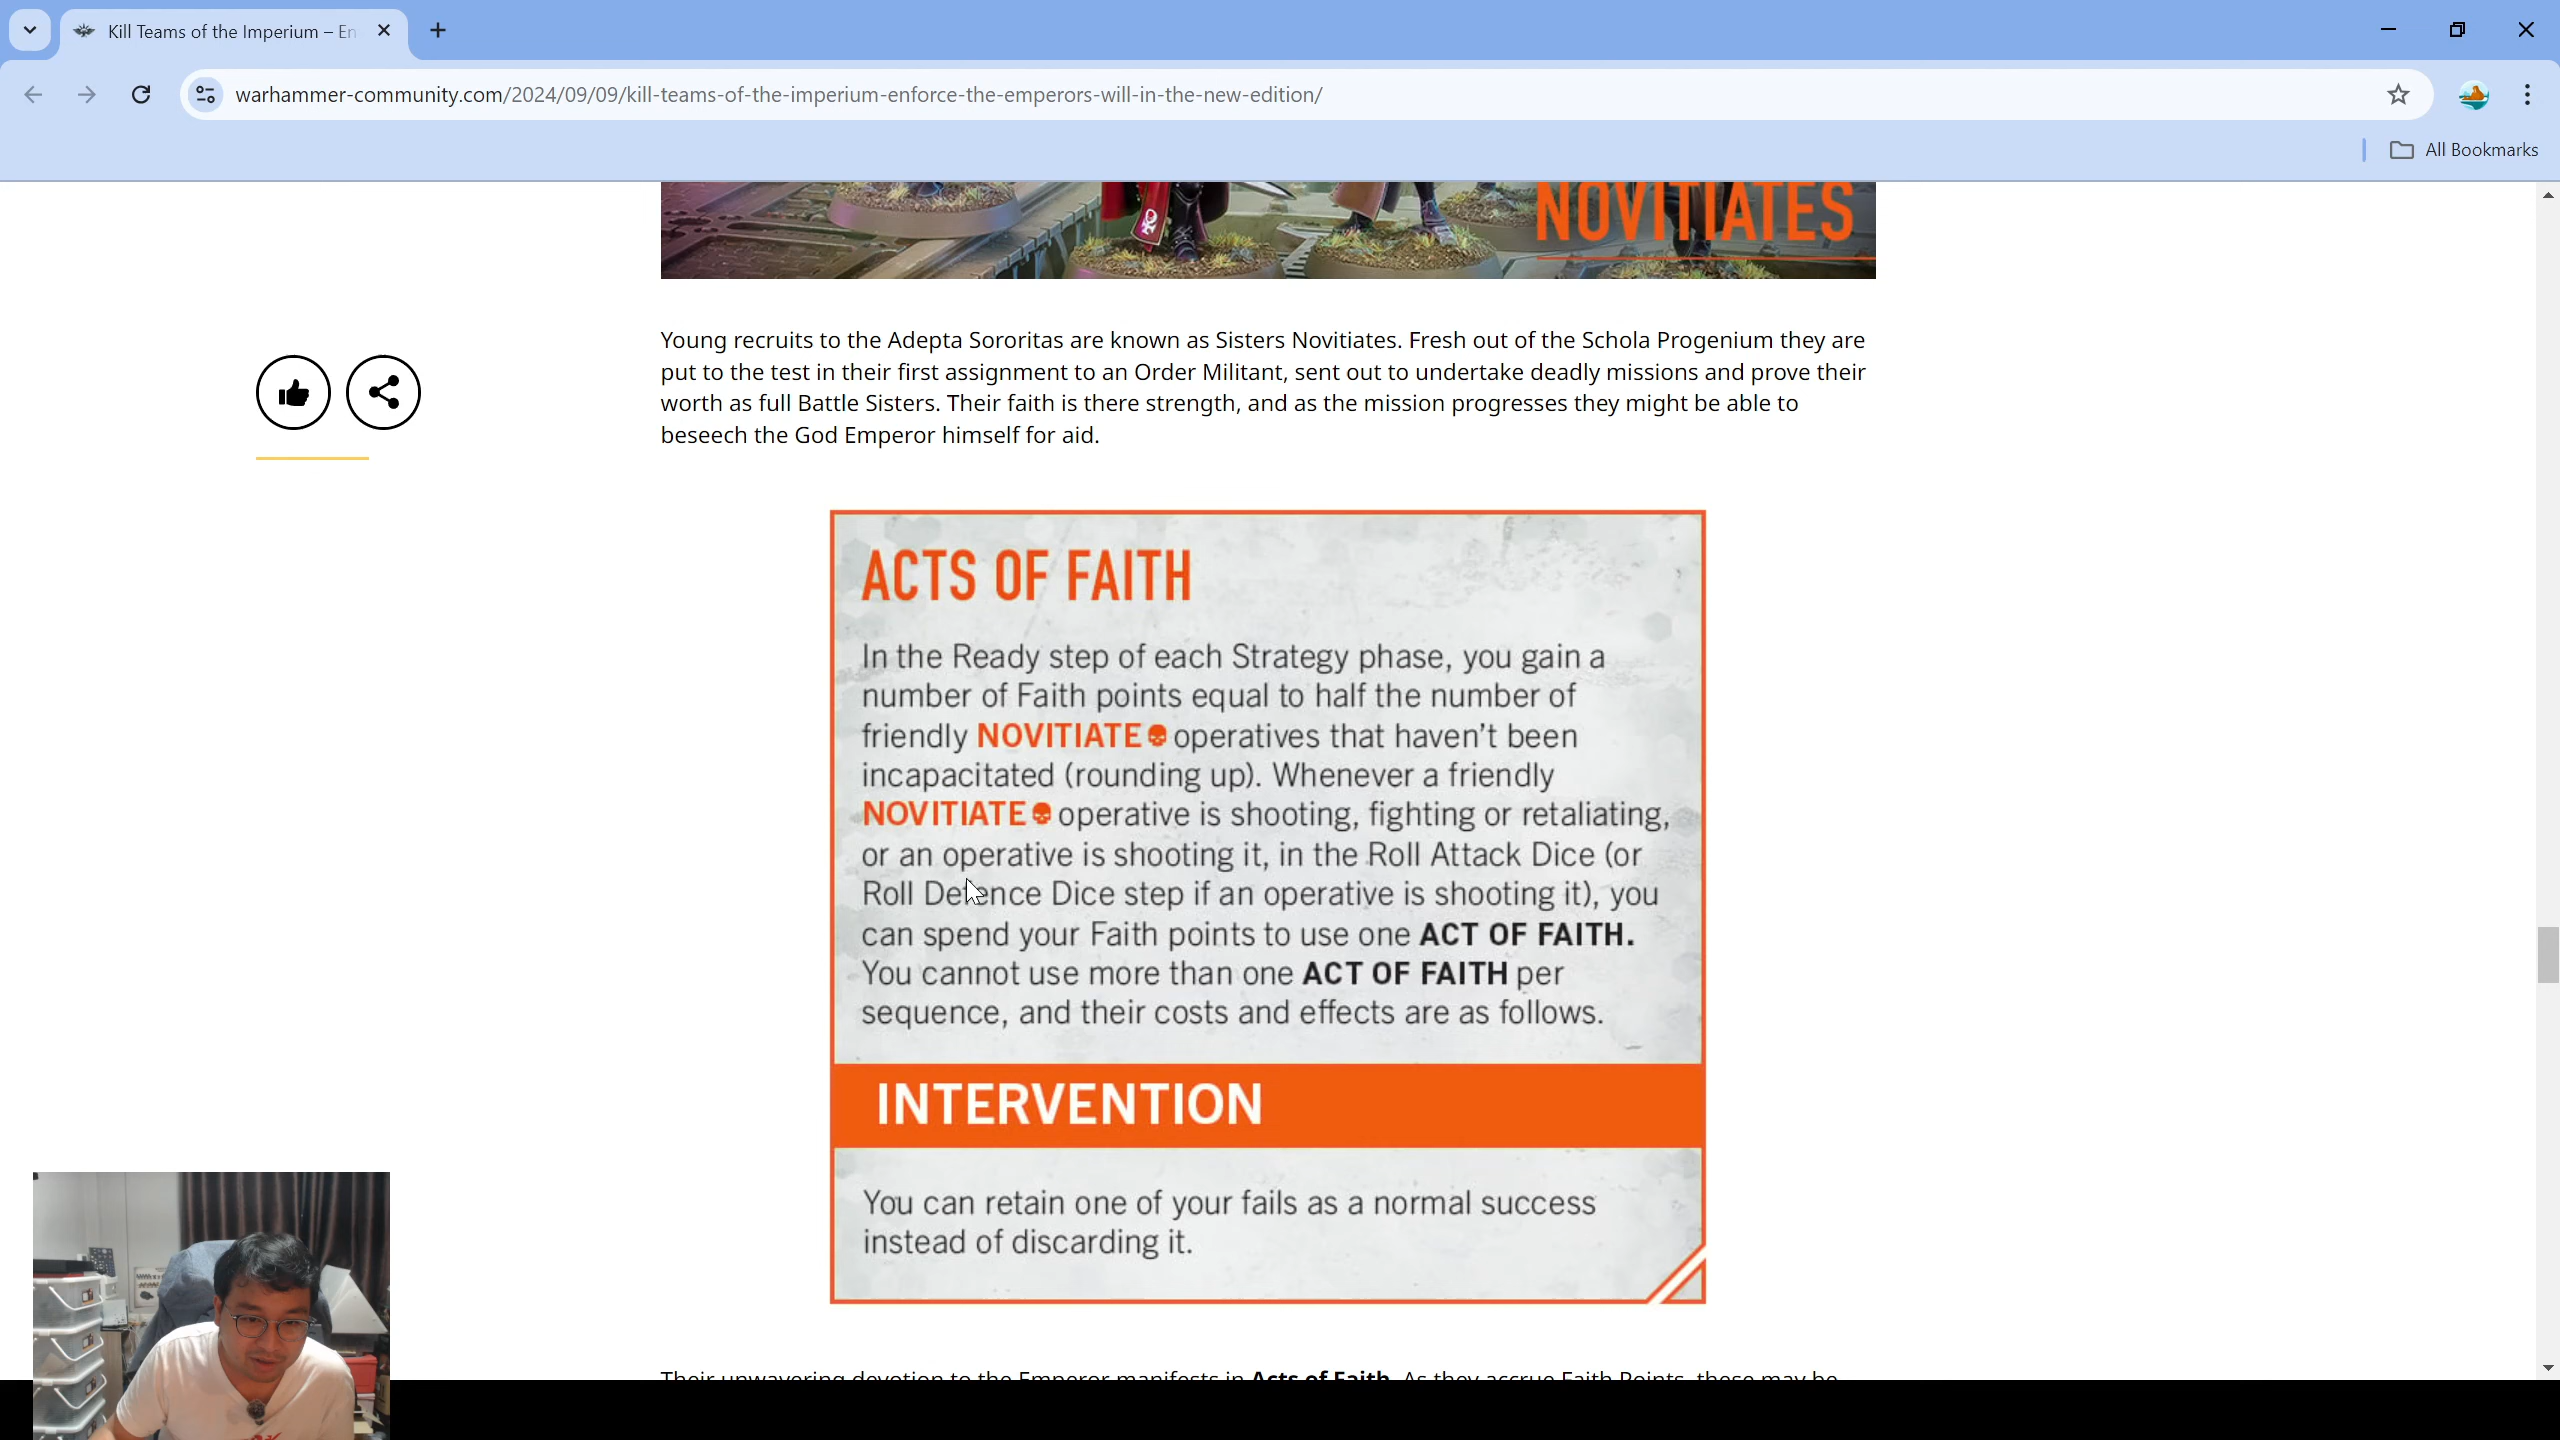 Kill Teams of the Imperium – En
warhammer-community.com/2024/09/09/kill-teams-of-the-imperium-enforce-the-emperors-will-in-the-new-edition/
All Bookmarks
NOVITIATES
Young recruits to the Adepta Sororitas are known as Sisters Novitiates. Fresh out of the Schola Progenium they are
put to the test in their first assignment to an Order Militant, sent out to undertake deadly missions and prove their
worth as full Battle Sisters. Their faith is there strength, and as the mission progresses they might be able to
beseech the God Emperor himself for aid.
ACTS OF FAITH
In the Ready step of each Strategy phase, you gain a
number of Faith points equal to half the number of
friendly NOVITIATE operatives that haven't been
incapacitated (rounding up). Whenever a friendly
NOVITIATE operative is shooting, fighting or retaliating,
or an operative is shooting it, in the Roll Attack Dice (or
Roll Defence Dice step if an operative is shooting it), you
can spend your Faith points to use one ACT OF FAITH.
You cannot use more than one ACT OF FAITH per
sequence, and their costs and effects are as follows.
INTERVENTION
You can retain one of your fails as a normal success
instead of discarding it.
Their unwavering devotion to the Emperor manifests in Acts of Faith. As they accrue Faith Points, these may be